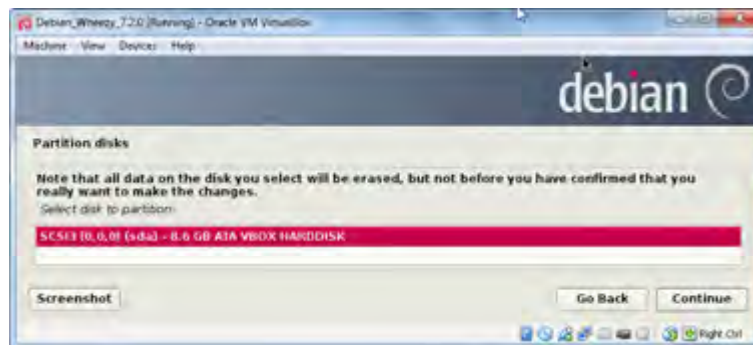 Debian_Wheezy_7.2.0 [Running] - Oracle VM VirtualBox
Machine View Devices Help
debian
Partition disks
Note that all data on the disk you select will be erased, but not before you have confirmed that you
really want to make the changes.
Select disk to partition:
SCSI3 (0,0,0) (sda) - 8.6 GB ATA VBOX HARDDISK
Screenshot
Go Back
Continue
Right Ctrl